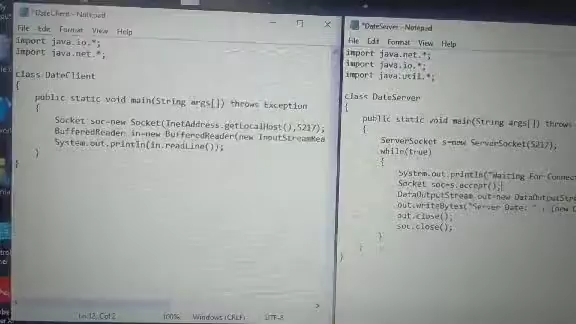 *DateClient - Notepad
File Edit Format View Help
import java.io.*;
import java.net.*;
class DateClient
{
public static void main(String args[]) throws Exception
{
Socket soc=new Socket(InetAddress.getLocalHost(),5217);
BufferedReader in=new BufferedReader(new InputStreamRea
System.out.println(in.readLine());
}
}
Ln12, Col2 100% Windows (CRLF) UTF-8
*DateServer - Notepad
File Edit Format View Help
import java.net.*;
import java.io.*;
import java.util.*;
class DateServer
{
public static void main(String args[]) throws
{
ServerSocket s=new ServerSocket(5217);
while(true)
{
System.out.println("Waiting For Connect
Socket soc=s.accept();
DataOutputStream out=new DataOutputStre
out.writeBytes("Server Date: " + (new D
out.close();
soc.close();
}
}
}